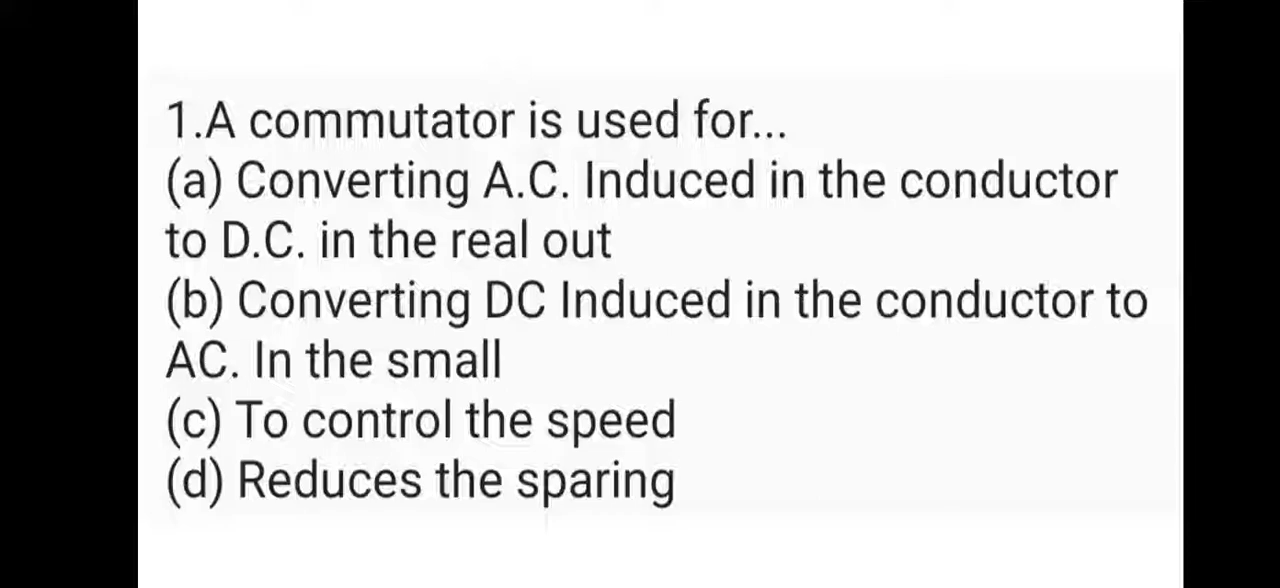 1.A commutator is used for...
(a) Converting A.C. Induced in the conductor
to D.C. in the real out
(b) Converting DC Induced in the conductor to
AC. In the small
(c) To control the speed
(d) Reduces the sparing